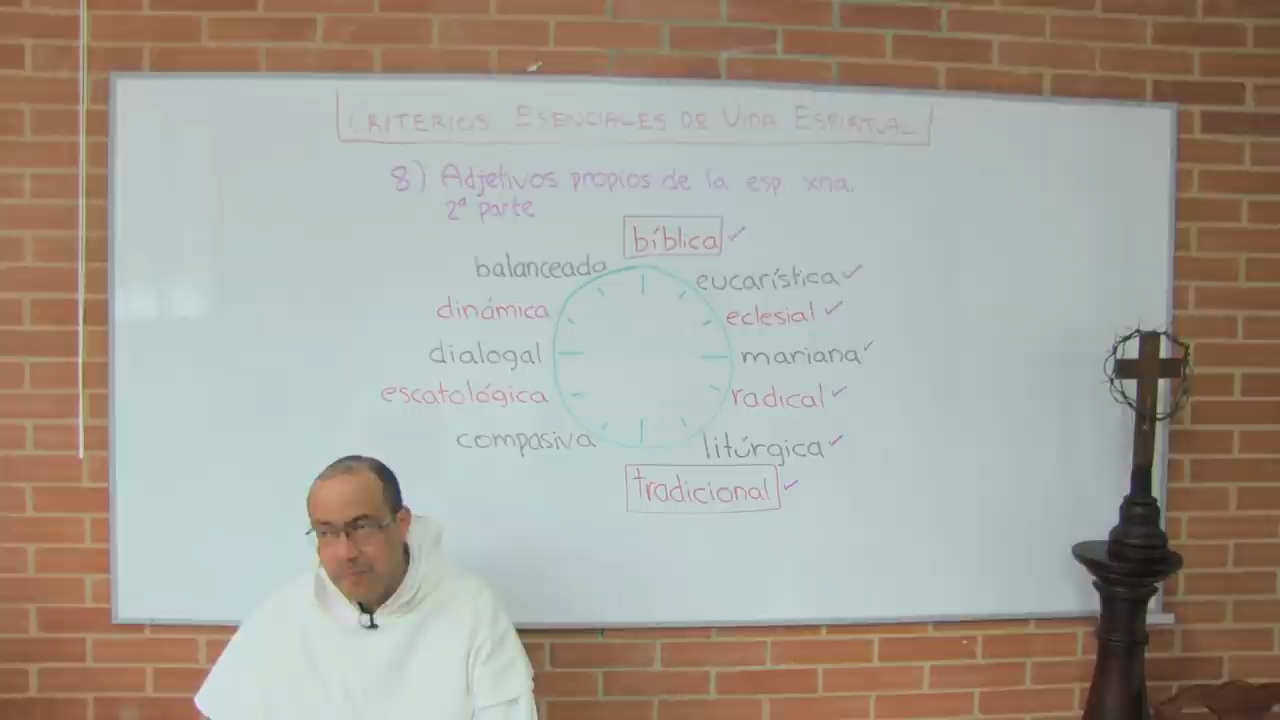 CRITERIOS ESENCIALES DE VIDA ESPIRITUAL
8) Adjetivos propios de la esp. xna.
2ª parte
bíblica ✓
eucarística ✓
eclesial ✓
mariana ✓
radical ✓
litúrgica ✓
tradicional ✓
compasiva
escatológica
dialogal
dinámica
balanceada